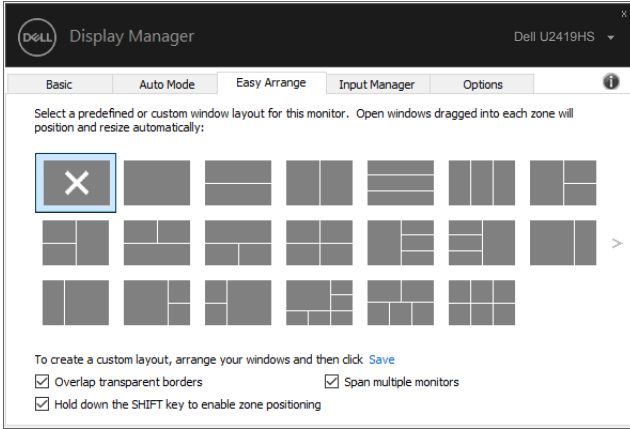 x
DELL Display Manager Dell U2419HS
Basic Auto Mode Easy Arrange Input Manager Options i
Select a predefined or custom window layout for this monitor. Open windows dragged into each zone will
position and resize automatically:
>
To create a custom layout, arrange your windows and then click Save
Overlap transparent borders Span multiple monitors
Hold down the SHIFT key to enable zone positioning